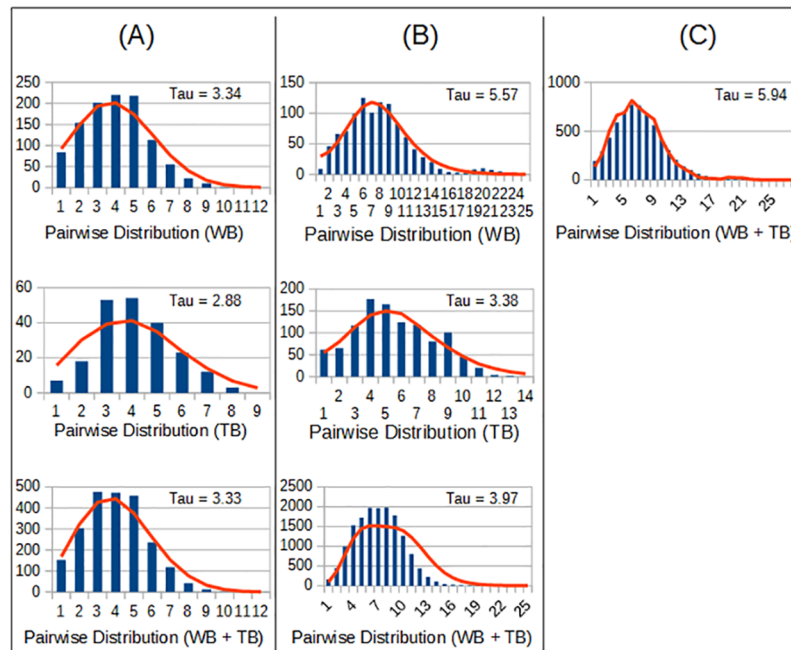 (A)
250
200
150
100
50
0
Tau = 3.34
1 2 3 4 5 6 7 8 9 101112
Pairwise Distribution (WB)
60
40
20
0
Tau = 2.88
1 2 3 4 5 6 7 8 9
Pairwise Distribution (TB)
500
400
300
200
100
0
Tau = 3.33
1 2 3 4 5 6 7 8 9 101112
Pairwise Distribution (WB + TB)
(B)
150
100
50
0
Tau = 5.57
2 4 6 8 10 12 14 16 18 20 22 24
1 3 5 7 9 11 13 15 17 19 21 23 25
Pairwise Distribution (WB)
200
150
100
50
0
Tau = 3.38
2 4 6 8 10 12 14
1 3 5 7 9 11 13
Pairwise Distribution (TB)
2500
2000
1500
1000
500
0
Tau = 3.97
1 4 7 10 13 16 19 22 25
Pairwise Distribution (WB + TB)
(C)
1000
500
0
Tau = 5.94
1 5 9 13 17 21 25
Pairwise Distribution (WB + TB)